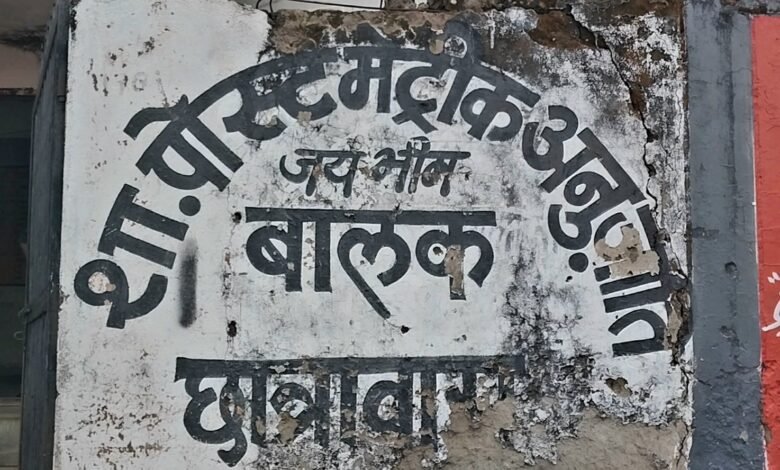 शा. पोस्ट मेट्रीक अनु. जाति
जय भीम
बालक
छात्रावास